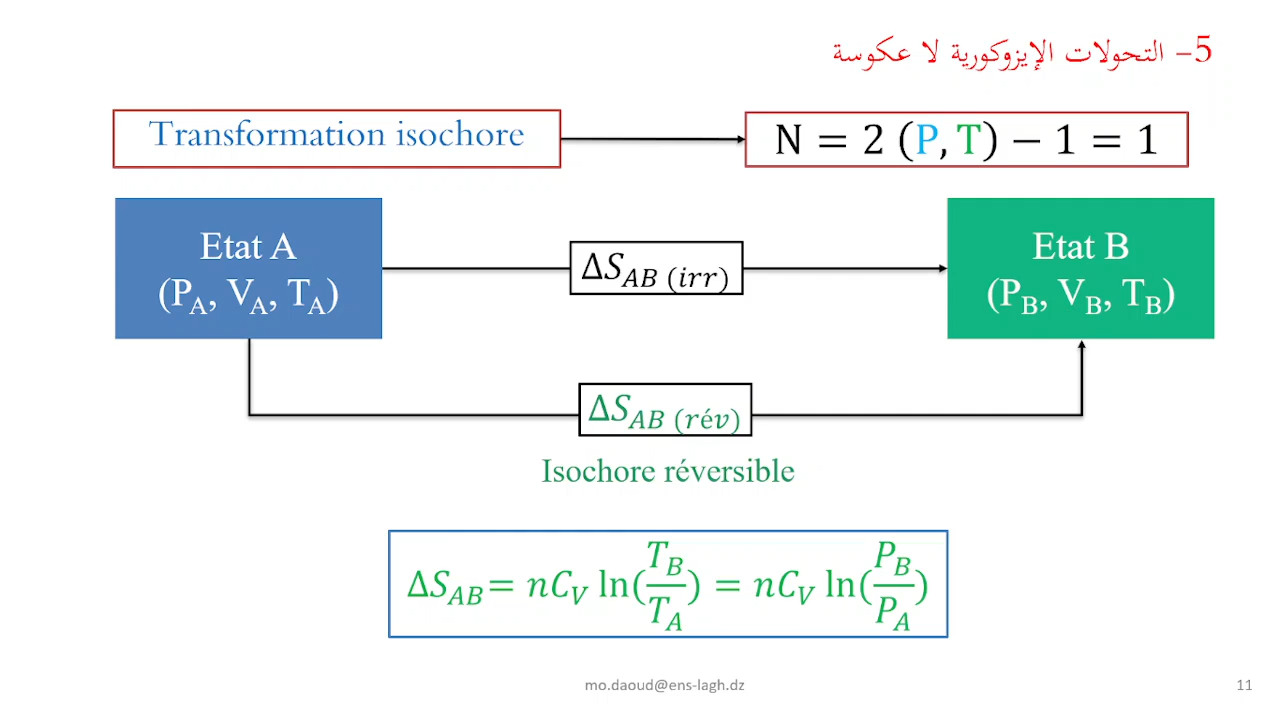 5- التحولات الإيزوكورية لا عكوسة
Transformation isochore
N = 2 (P, T) − 1 = 1
Etat A
(P_A, V_A, T_A)
ΔS_AB (irr)
Etat B
(P_B, V_B, T_B)
ΔS_AB (rév)
Isochore réversible
ΔS_AB = nC_V ln(T_B/T_A) = nC_V ln(P_B/P_A)
mo.daoud@ens-lagh.dz
11